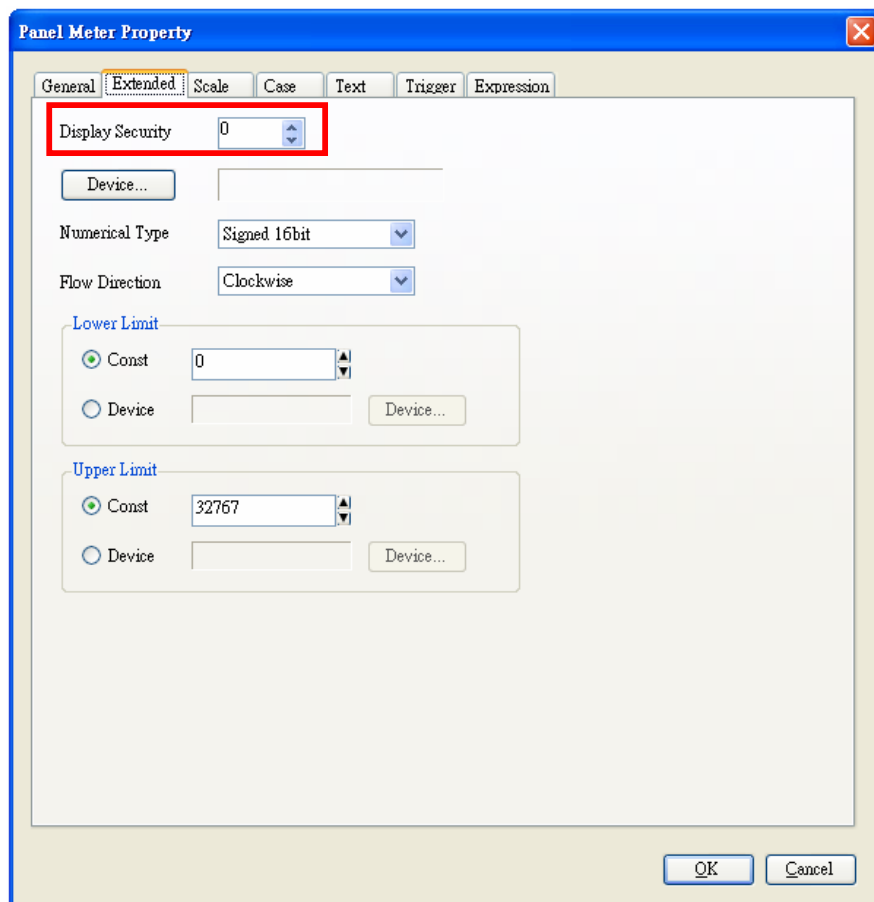 Panel Meter Property
General Extended Scale Case Text Trigger Expression
Display Security 0
Device...
Numerical Type Signed 16bit
Flow Direction Clockwise
Lower Limit
Const 0
Device Device...
Upper Limit
Const 32767
Device Device...
OK Cancel